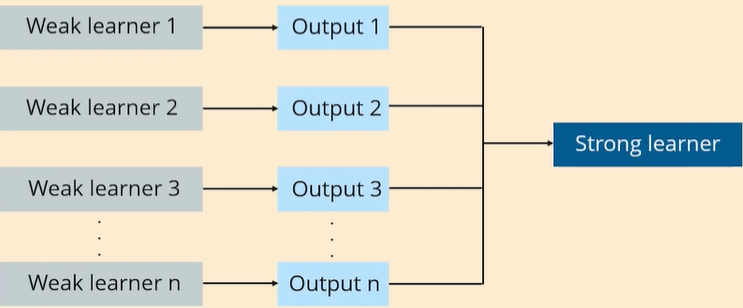 Weak learner 1
Output 1
Weak learner 2
Output 2
Strong learner
Weak learner 3
Output 3
Weak learner n
Output n